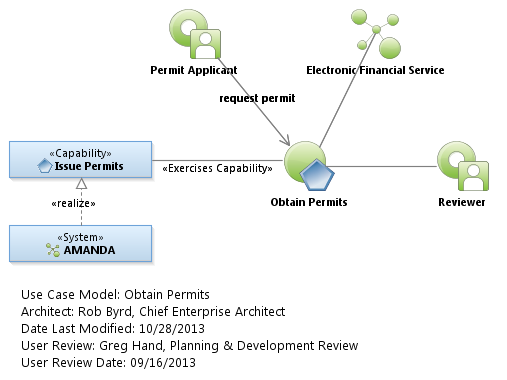 Permit Applicant
Electronic Financial Service
request permit
«Capability»
Issue Permits
«Exercises Capability»
«realize»
Obtain Permits
Reviewer
«System»
AMANDA
Use Case Model: Obtain Permits
Architect: Rob Byrd, Chief Enterprise Architect
Date Last Modified: 10/28/2013
User Review: Greg Hand, Planning & Development Review
User Review Date: 09/16/2013